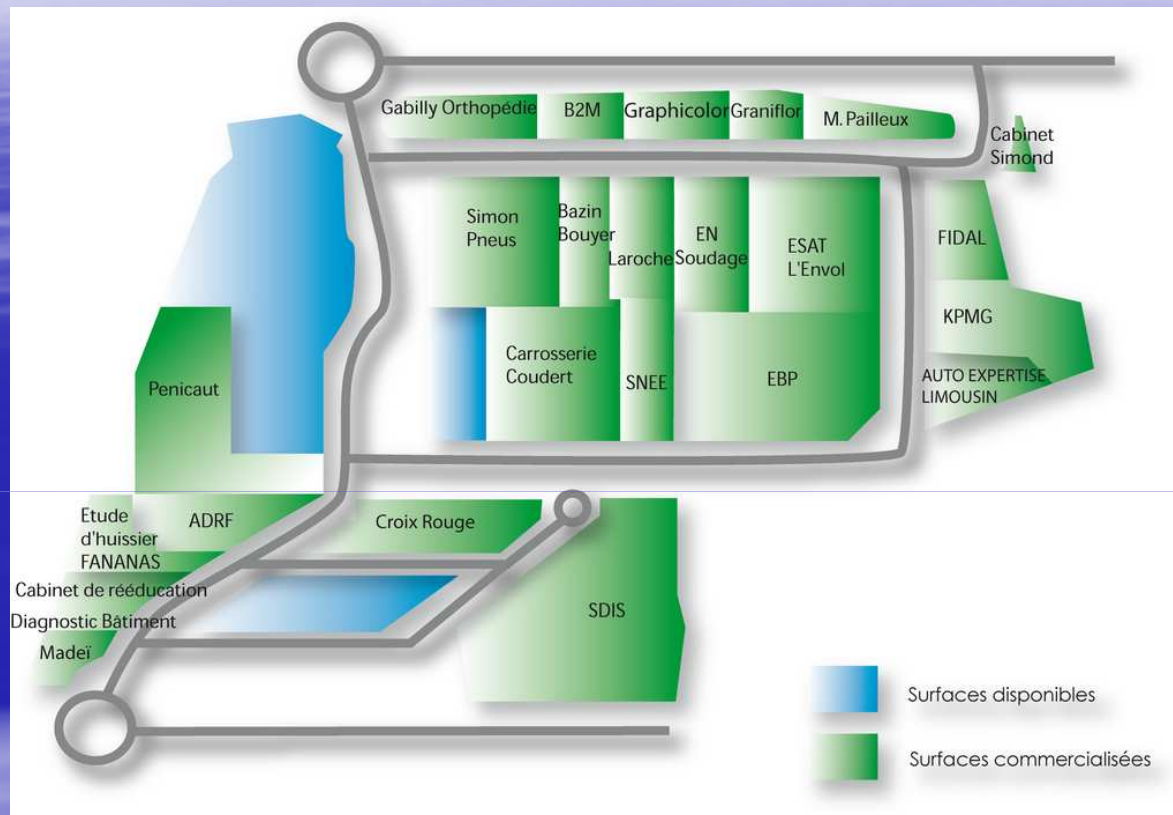 Gabilly Orthopédie
B2M
Graphicolor
Graniflor
M. Pailleux
Cabinet
Simond
Simon
Pneus
Bazin
Bouyer
Laroche
EN
Soudage
ESAT
L'Envol
FIDAL
KPMG
AUTO EXPERTISE
LIMOUSIN
Penicaut
Carrosserie
Coudert
SNEE
EBP
Etude
d'huissier
FANANAS
ADRF
Croix Rouge
Cabinet de rééducation
Diagnostic Bâtiment
Madeï
SDIS
Surfaces disponibles
Surfaces commercialisées